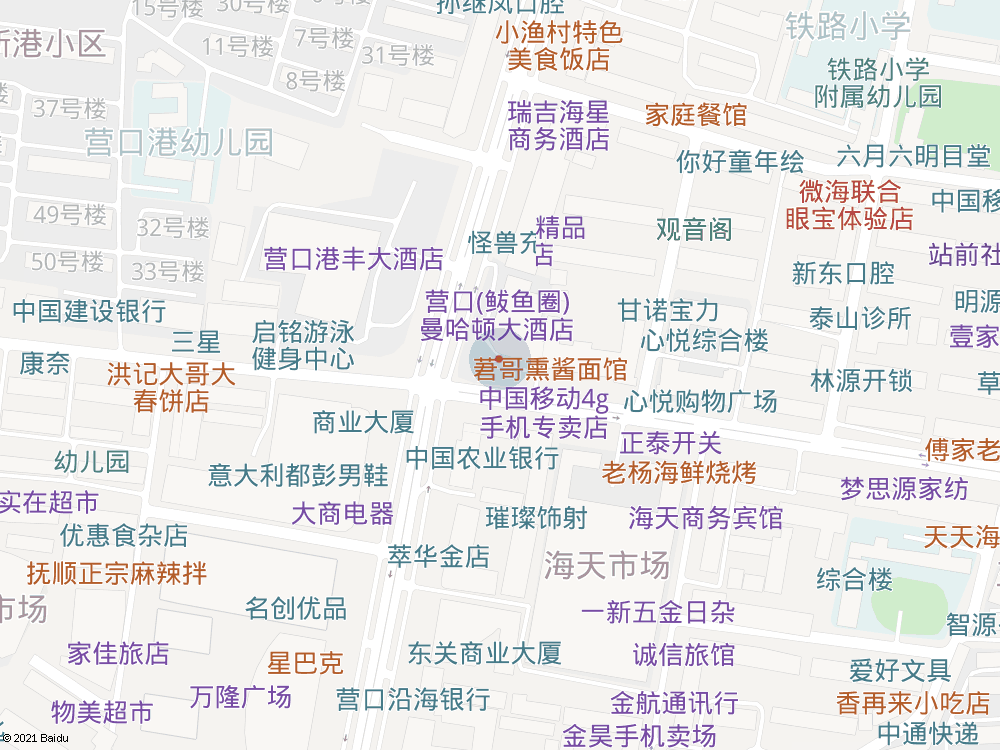 15号楼
30号楼
孙继凤口腔
铁路小学
新港小区
11号楼
7号楼
31号楼
小渔村特色
美食饭店
8号楼
铁路小学
附属幼儿园
37号楼
瑞吉海星
商务酒店
家庭餐馆
营口港幼儿园
你好童年绘
六月六明目堂
微海联合
眼宝体验店
中国移
49号楼
32号楼
精品
店
怪兽充
观音阁
50号楼
33号楼
营口港丰大酒店
站前社
新东口腔
中国建设银行
营口(鲅鱼圈)
曼哈顿大酒店
甘诺宝力
明源
泰山诊所
三星
启铭游泳
健身中心
心悦综合楼
壹家
康奈
洪记大哥大
春饼店
君哥熏酱面馆
林源开锁
草
中国移动4g
手机专卖店
心悦购物广场
商业大厦
正泰开关
傅家老
幼儿园
中国农业银行
意大利都彭男鞋
老杨海鲜烧烤
梦思源家纺
实在超市
大商电器
璀璨饰射
海天商务宾馆
优惠食杂店
天天海
萃华金店
海天市场
抚顺正宗麻辣拌
综合楼
市场
名创优品
一新五金日杂
智源
家佳旅店
星巴克
东关商业大厦
诚信旅馆
爱好文具
万隆广场
营口沿海银行
金航通讯行
香再来小吃店
物美超市
金昊手机卖场
中通快递
© 2021 Baidu